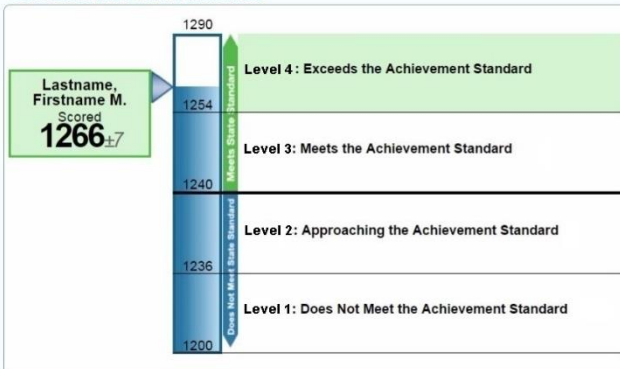 1290
Level 4: Exceeds the Achievement Standard
Lastname,
Firstname M.
Scored
1266±7
1254
Meets State Standard
Level 3: Meets the Achievement Standard
1240
Level 2: Approaching the Achievement Standard
1236
Does Not Meet State Standard
Level 1: Does Not Meet the Achievement Standard
1200